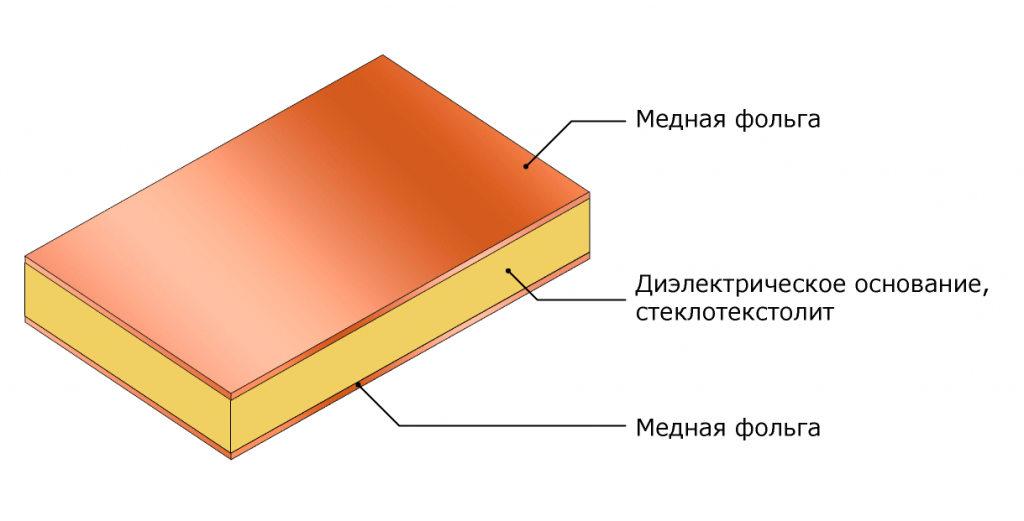 Медная фольга
Диэлектрическое основание,
стеклотекстолит
Медная фольга